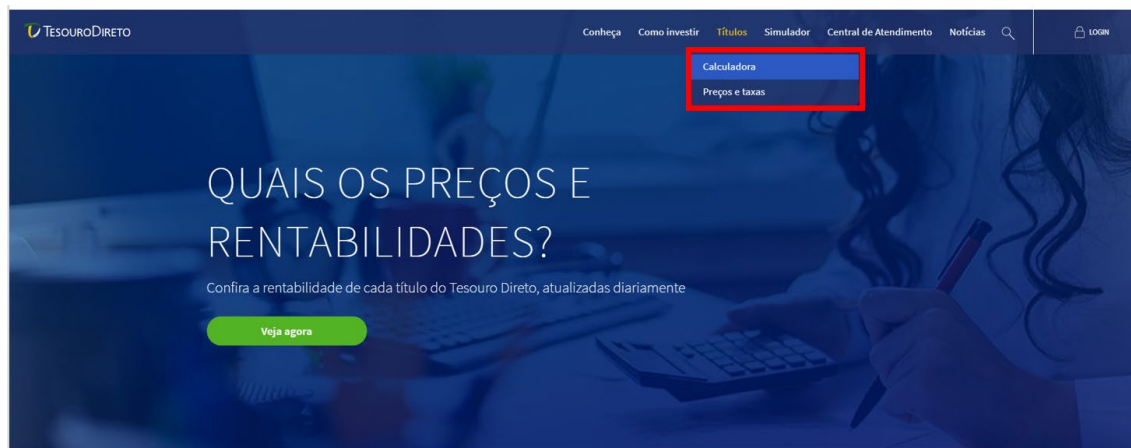 TESOURODIRETO
Conheça Como investir Títulos Simulador Central de Atendimento Notícias LOGIN
Calculadora
Preços e taxas
QUAIS OS PREÇOS E
RENTABILIDADES?
Confira a rentabilidade de cada título do Tesouro Direto, atualizadas diariamente
Veja agora